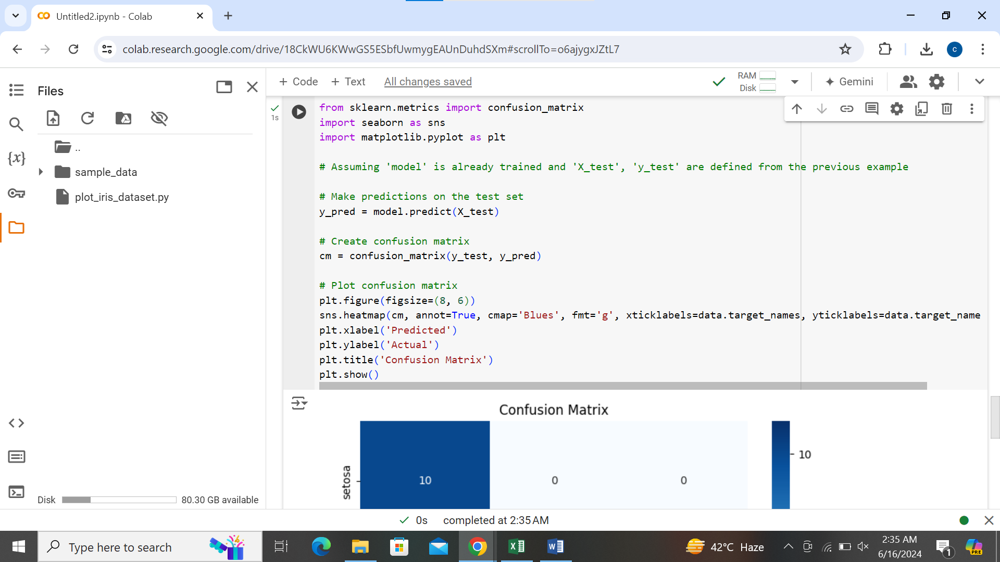 Untitled2.ipynb - Colab
colab.research.google.com/drive/18CkWU6KWwGS5ESbfUwmygEAUnDuhdSXm#scrollTo=o6ajygxJZtL7
C
Files
+ Code + Text All changes saved
RAM
Disk
Gemini
..
sample_data
plot_iris_dataset.py
{x}
1s
from sklearn.metrics import confusion_matrix
import seaborn as sns
import matplotlib.pyplot as plt
# Assuming 'model' is already trained and 'X_test', 'y_test' are defined from the previous example
# Make predictions on the test set
y_pred = model.predict(X_test)
# Create confusion matrix
cm = confusion_matrix(y_test, y_pred)
# Plot confusion matrix
plt.figure(figsize=(8, 6))
sns.heatmap(cm, annot=True, cmap='Blues', fmt='g', xticklabels=data.target_names, yticklabels=data.target_name
plt.xlabel('Predicted')
plt.ylabel('Actual')
plt.title('Confusion Matrix')
plt.show()
Confusion Matrix
setosa
10 0 0
10
Disk 80.30 GB available
0s completed at 2:35 AM
Type here to search
42°C Haze
2:35 AM
6/16/2024
1
PRE